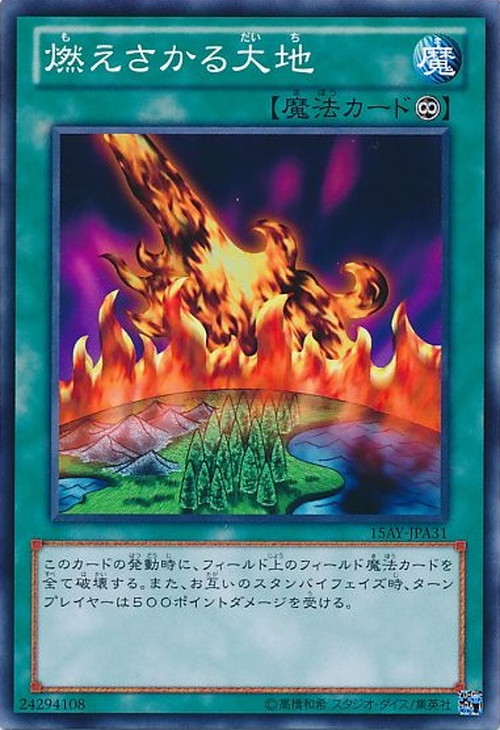 燃えさかる大地
魔
【魔法カード∞】
15AY-JPA31
このカードの発動時に、フィールド上のフィールド魔法カードを
全て破壊する。また、お互いのスタンバイフェイズ時、ターン
プレイヤーは500ポイントダメージを受ける。
24294108
©高橋和希 スタジオ・ダイス/集英社